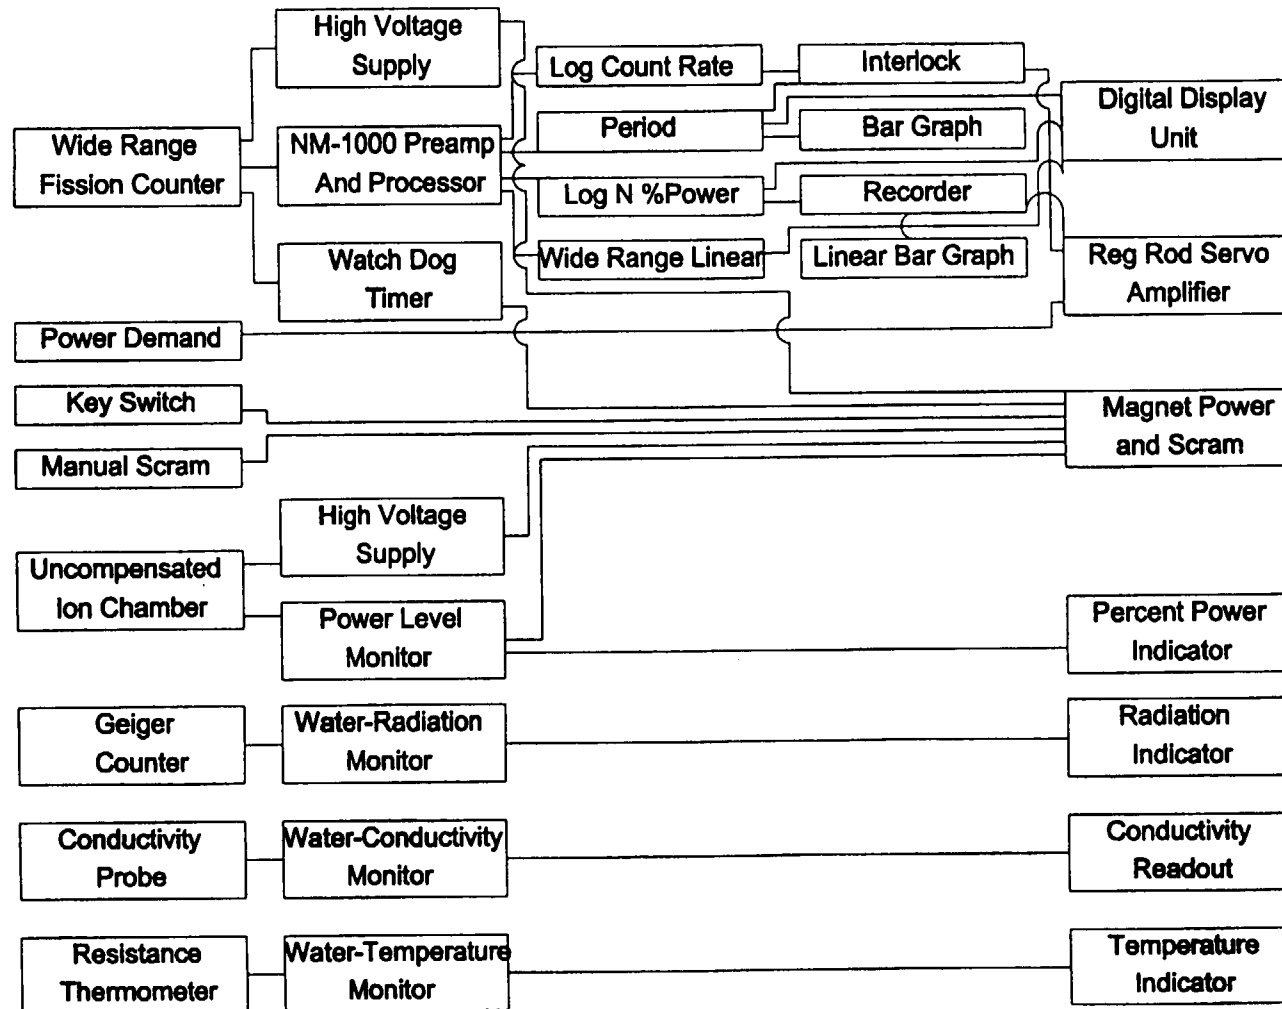 High Voltage
Supply
Log Count Rate
Interlock
Digital Display
Unit
Wide Range
Fission Counter
NM-1000 Preamp
And Processor
Period
Bar Graph
Log N %Power
Recorder
Watch Dog
Timer
Wide Range Linear
Linear Bar Graph
Reg Rod Servo
Amplifier
Power Demand
Key Switch
Magnet Power
and Scram
Manual Scram
High Voltage
Supply
Uncompensated
Ion Chamber
Power Level
Monitor
Percent Power
Indicator
Geiger
Counter
Water-Radiation
Monitor
Radiation
Indicator
Conductivity
Probe
Water-Conductivity
Monitor
Conductivity
Readout
Resistance
Thermometer
Water-Temperature
Monitor
Temperature
Indicator